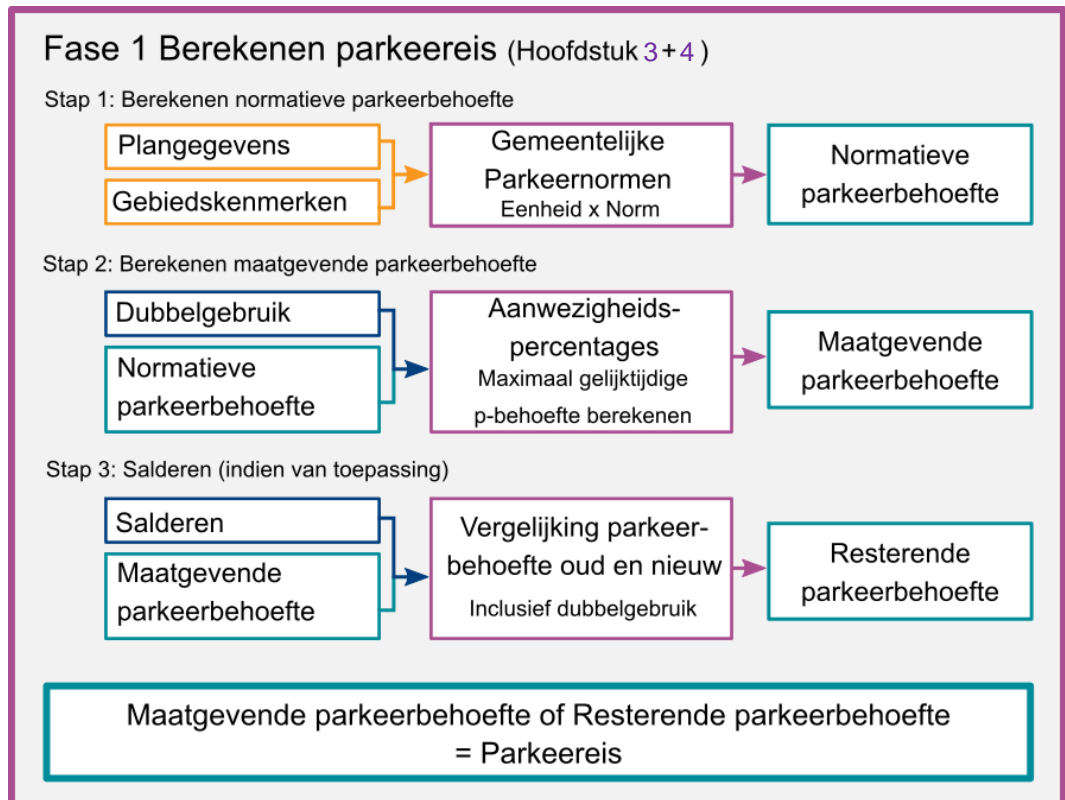 Fase 1 Berekenen parkeereis (Hoofdstuk 3+4)
Stap 1: Berekenen normatieve parkeerbehoefte
Plangegevens
Gebiedskenmerken
Gemeentelijke
Parkeernormen
Eenheid x Norm
Normatieve
parkeerbehoefte
Stap 2: Berekenen maatgevende parkeerbehoefte
Dubbelgebruik
Normatieve
parkeerbehoefte
Aanwezigheids-
percentages
Maximaal gelijktijdige
p-behoefte berekenen
Maatgevende
parkeerbehoefte
Stap 3: Salderen (indien van toepassing)
Salderen
Maatgevende
parkeerbehoefte
Vergelijking parkeer-
behoefte oud en nieuw
Inclusief dubbelgebruik
Resterende
parkeerbehoefte
Maatgevende parkeerbehoefte of Resterende parkeerbehoefte
= Parkeereis